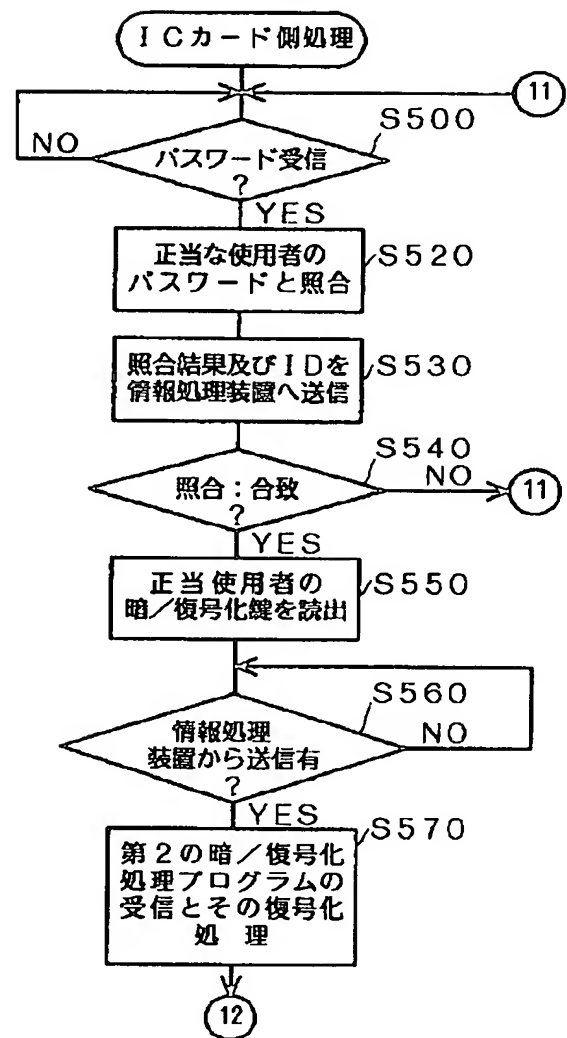 ICカード側処理
11
S500
NO
パスワード受信
?
YES
正当な使用者の
パスワードと照合
S520
照合結果及びIDを
情報処理装置へ送信
S530
S540
照合:合致
?
NO
11
YES
正当使用者の
暗/復号化鍵を読出
S550
S560
情報処理
装置から送信有
?
NO
YES
第2の暗/復号化
処理プログラムの
受信とその復号化
処理
S570
12